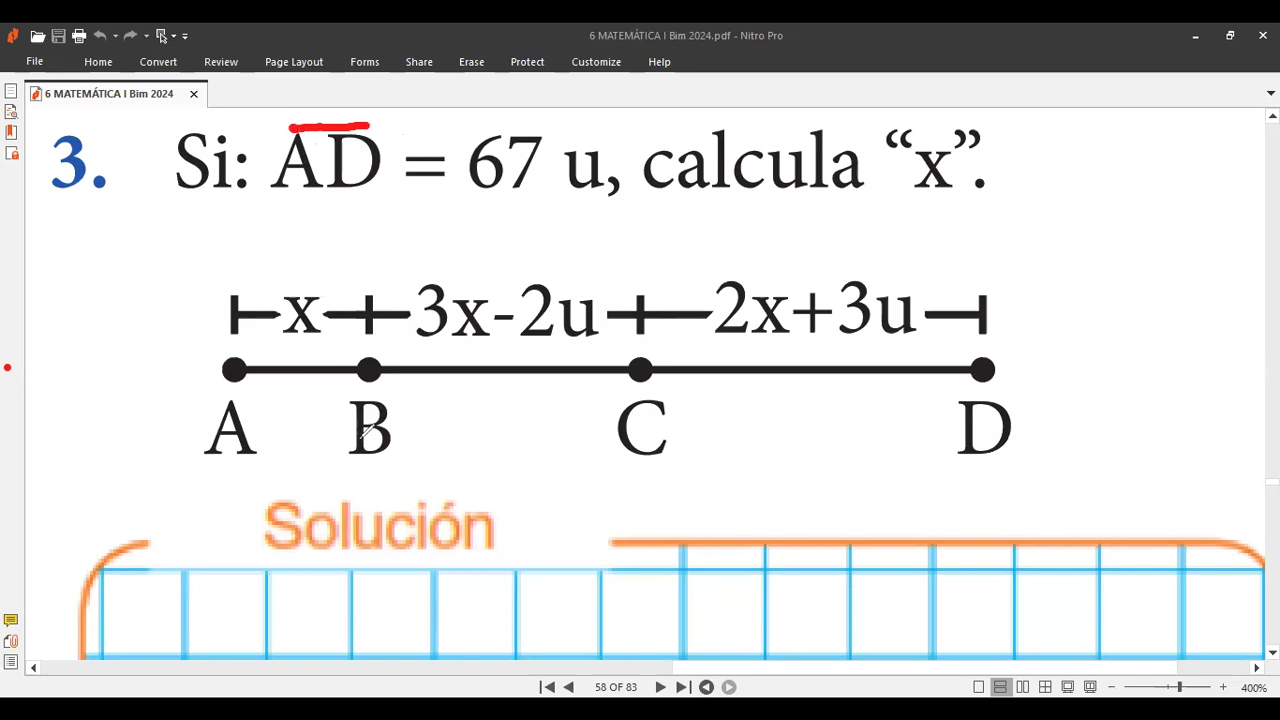 6 MATEMÁTICA I Bim 2024.pdf - Nitro Pro
File Home Convert Review Page Layout Forms Share Erase Protect Customize Help
6 MATEMÁTICA I Bim 2024
3. Si: AD = 67 u, calcula “x”.
x 3x-2u 2x+3u
A B C D
Solución
58 OF 83
400%